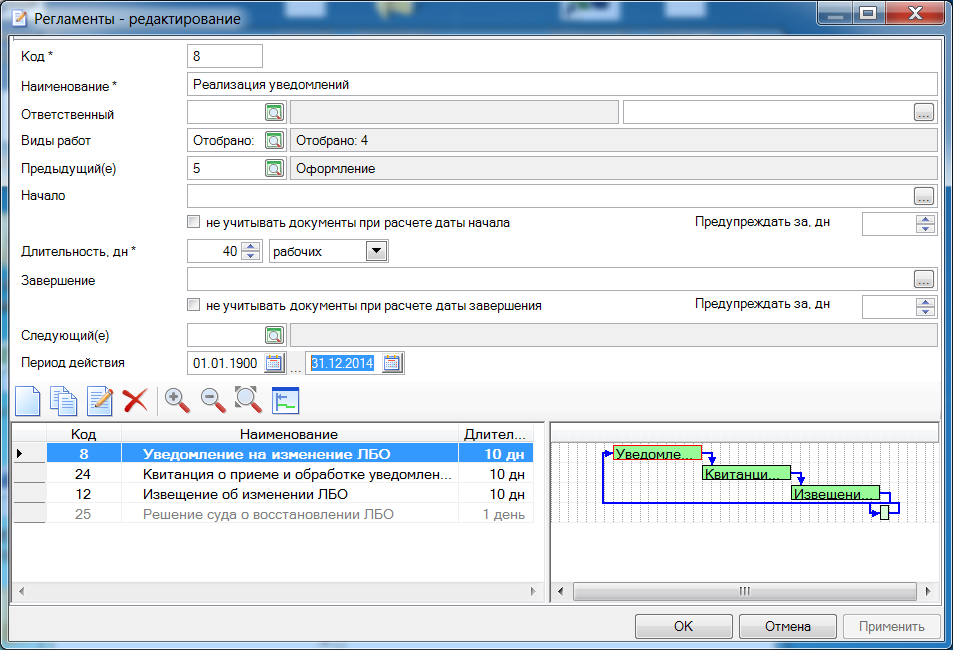 Регламенты - редактирование
Код * 8
Наименование * Реализация уведомлений
Ответственный ...
Виды работ Отобрано: Отобрано: 4
Предыдущий(е) 5 Оформление
Начало ...
не учитывать документы при расчете даты начала Предупреждать за, дн
Длительность, дн * 40 рабочих
Завершение ...
не учитывать документы при расчете даты завершения Предупреждать за, дн
Следующий(е)
Период действия 01.01.1900 ... 31.12.2014
Код Наименование Длител...
8 Уведомление на изменение ЛБО 10 дн Уведомле...
24 Квитанция о приеме и обработке уведомлен... 10 дн Квитанци...
12 Извещение об изменении ЛБО 10 дн Извещени...
25 Решение суда о восстановлении ЛБО 1 день
OK Отмена Применить